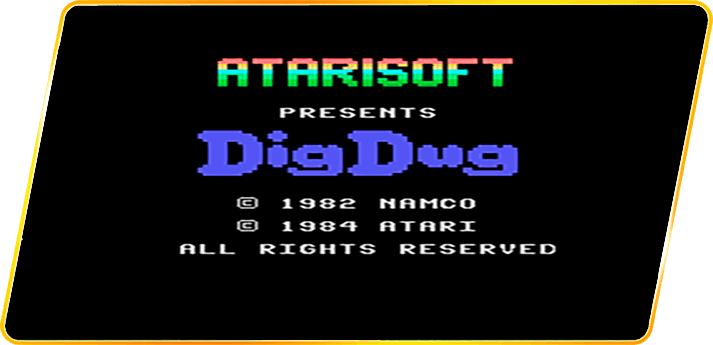 ATARISOFT
PRESENTS
DigDug
© 1982 NAMCO
© 1984 ATARI
ALL RIGHTS RESERVED